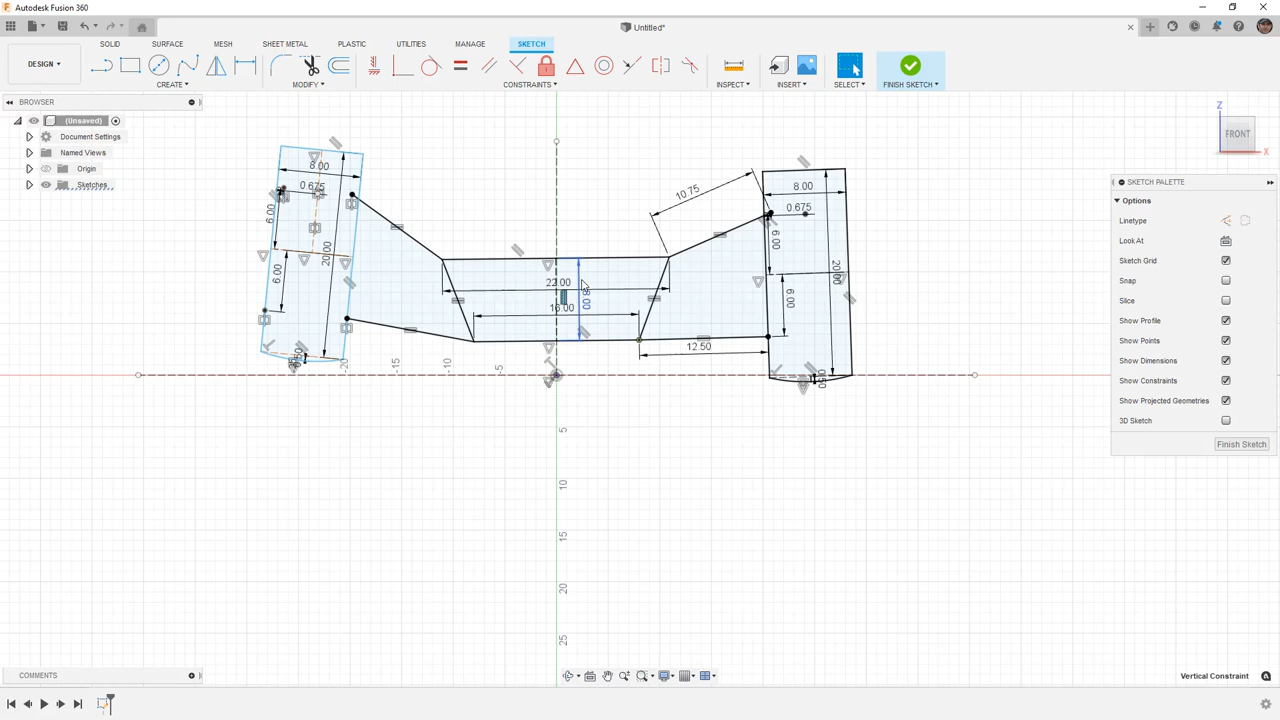 Autodesk Fusion 360
Untitled*
SOLID SURFACE MESH SHEET METAL PLASTIC UTILITIES MANAGE SKETCH
DESIGN
CREATE MODIFY CONSTRAINTS INSPECT INSERT SELECT FINISH SKETCH
BROWSER
(Unsaved)
Document Settings
Named Views
Origin
Sketches
FRONT
Z
X
SKETCH PALETTE
Options
Linetype
Look At
Sketch Grid
Snap
Slice
Show Profile
Show Points
Show Dimensions
Show Constraints
Show Projected Geometries
3D Sketch
Finish Sketch
8.00
0.675
6.00
20.00
6.00
22.00
16.00
10.75
12.50
8.00
0.675
6.00
20.00
6.00
0.50
-20
-15
-10
-5
5
10
15
20
25
COMMENTS
Vertical Constraint